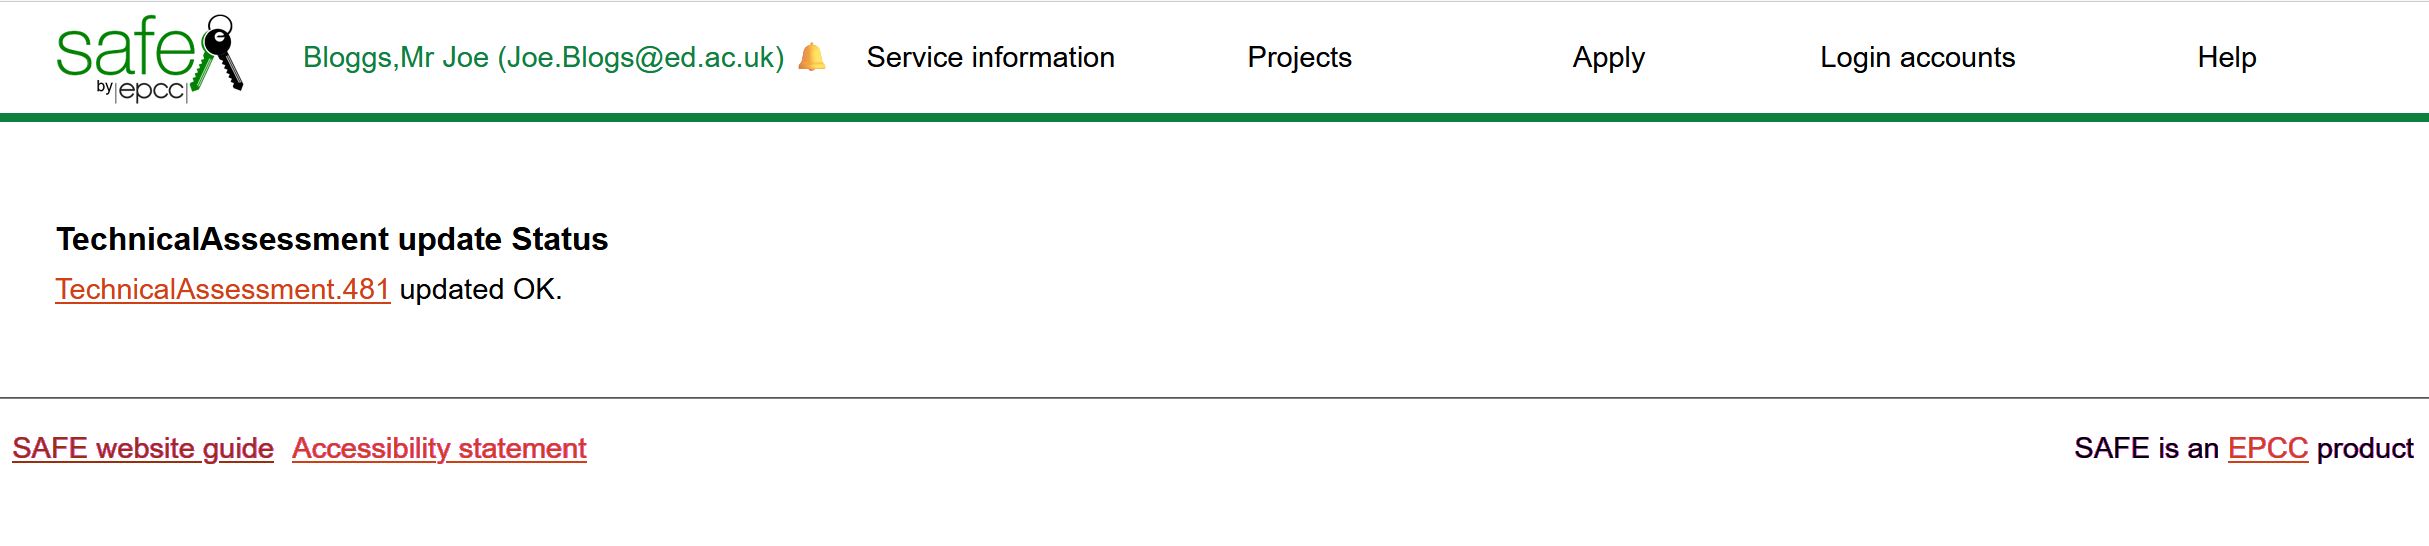 safe
by |epcc|
Bloggs,Mr Joe (Joe.Blogs@ed.ac.uk) 🔔 Service information Projects Apply Login accounts Help
TechnicalAssessment update Status
TechnicalAssessment.481 updated OK.
SAFE website guide Accessibility statement SAFE is an EPCC product